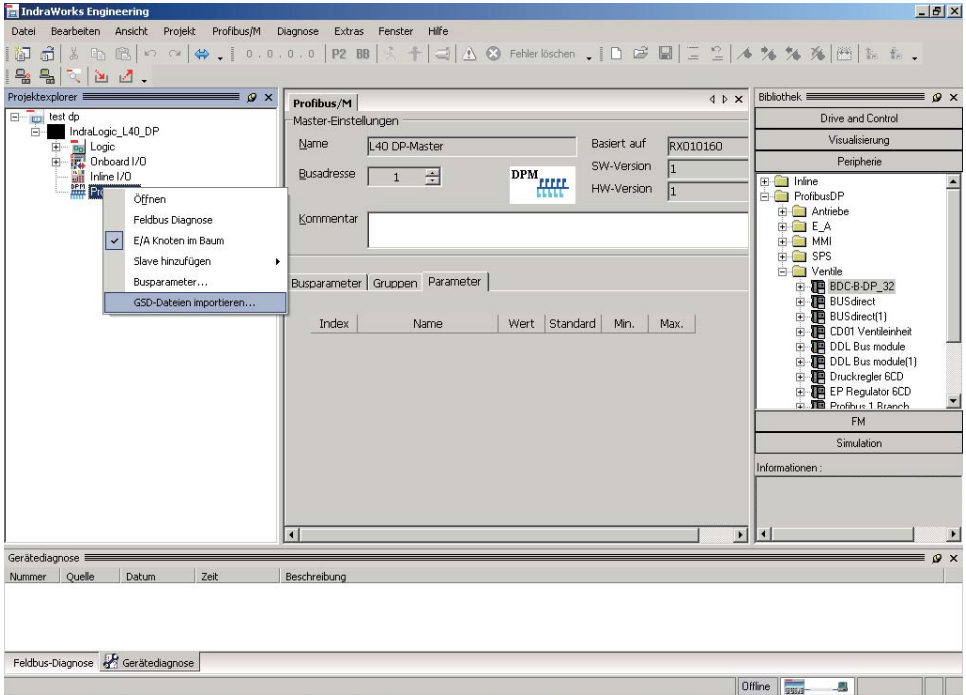 IndraWorks Engineering
Datei Bearbeiten Ansicht Projekt Profibus/M Diagnose Extras Fenster Hilfe
0 . 0 . 0 . 0 P2 BB Fehler löschen
Projektexplorer
test dp
IndraLogic_L40_DP
Logic
Onboard I/O
Inline I/O
Öffnen
Feldbus Diagnose
E/A Knoten im Baum
Slave hinzufügen
Busparameter...
GSD-Dateien importieren...
Profibus/M
Master-Einstellungen
Name L40 DP-Master Basiert auf RX010160
Busadresse 1 DPM SW-Version 1
HW-Version 1
Kommentar
Busparameter Gruppen Parameter
Index Name Wert Standard Min. Max.
Bibliothek
Drive and Control
Visualisierung
Peripherie
Inline
ProfibusDP
Antriebe
E_A
MMI
SPS
Ventile
BDC-B-DP_32
BUSdirect
BUSdirect(1)
CD01 Ventileinheit
DDL Bus module
DDL Bus module(1)
Druckregler 6CD
EP Regulator 6CD
Profibus 1 Branch
FM
Simulation
Informationen :
Gerätediagnose
Nummer Quelle Datum Zeit Beschreibung
Feldbus-Diagnose Gerätediagnose
Offline